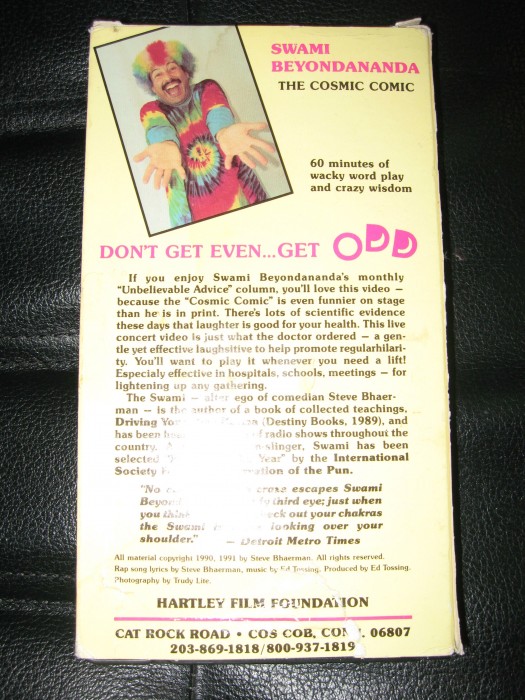 SWAMI
BEYONDANANDA
THE COSMIC COMIC
60 minutes of
wacky word play
and crazy wisdom
DON'T GET EVEN...GET ODD
If you enjoy Swami Beyondananda's monthly
"Unbelievable Advice" column, you'll love this video —
because the "Cosmic Comic" is even funnier on stage
than he is in print. There's lots of scientific evidence
these days that laughter is good for your health. This live
concert video is just what the doctor ordered — a gen-
tle yet effective laughsitive to help promote regularhilari-
ty. You'll want to play it whenever you need a lift!
Especialy effective in hospitals, schools, meetings — for
lightening up any gathering.
The Swami — alter ego of comedian Steve Bhaer-
man — is the author of a book of collected teachings,
Driving (Destiny Books, 1989), and
has been of radio shows throughout the
country. Swami has been
selected Year" by the International
Society of the Pun.
"No escapes Swami
third eye; just when
you check out your chakras
the Swami looking over your
shoulder." — Detroit Metro Times
All material copyright 1990, 1991 by Steve Bhaerman. All rights reserved.
Rap song lyrics by Steve Bhaerman, music by Ed Tossing. Produced by Ed Tossing.
Photography by Trudy Lite.
HARTLEY FILM FOUNDATION
CAT ROCK ROAD • COS COB, CONN. 06807
203-869-1818/800-937-1819